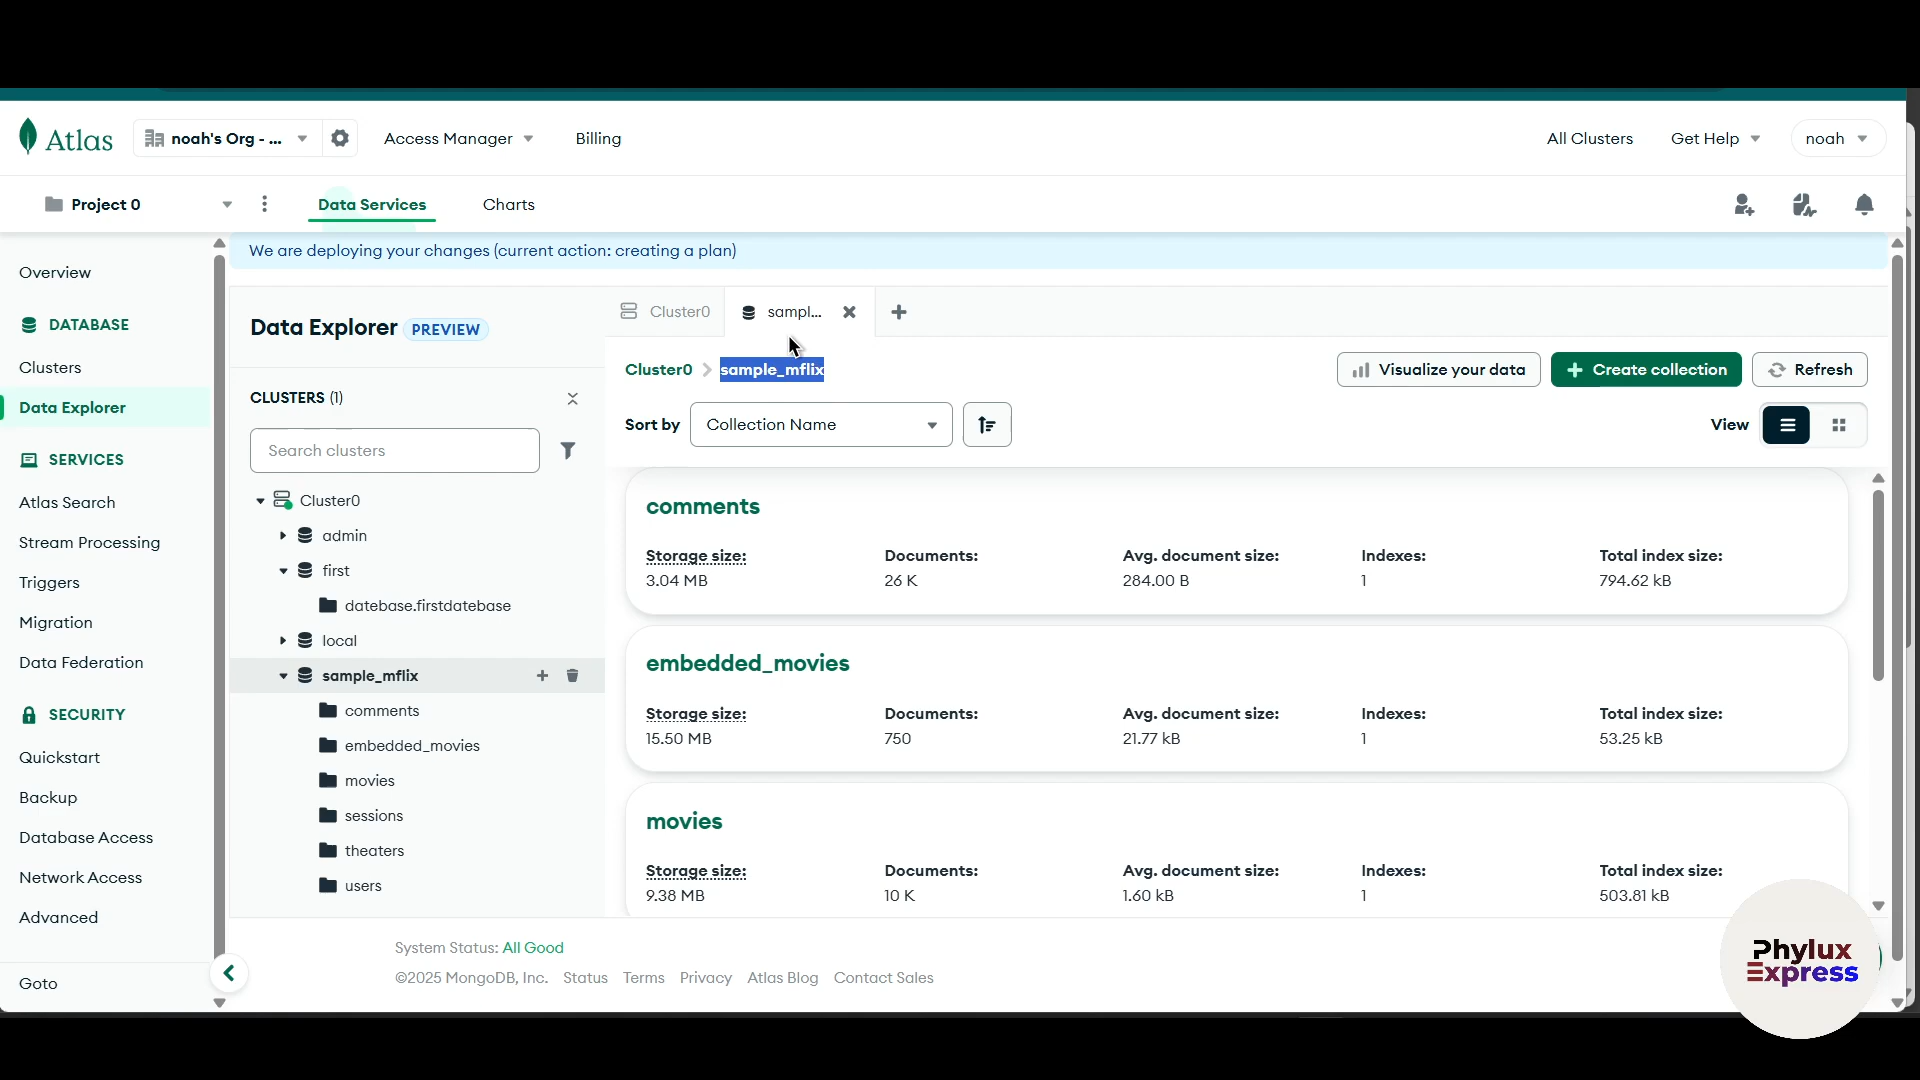 Atlas
noah's Org - ...
Access Manager
Billing
All Clusters
Get Help
noah
Project 0
Data Services
Charts
We are deploying your changes (current action: creating a plan)
Overview
DATABASE
Clusters
Data Explorer
SERVICES
Atlas Search
Stream Processing
Triggers
Migration
Data Federation
SECURITY
Quickstart
Backup
Database Access
Network Access
Advanced
Goto
Data Explorer PREVIEW
CLUSTERS (1)
Search clusters
Cluster0
admin
first
datebase.firstdatebase
local
sample_mflix
comments
embedded_movies
movies
sessions
theaters
users
Cluster0
sampl...
Cluster0 > sample_mflix
Visualize your data
Create collection
Refresh
Sort by
Collection Name
View
comments
Storage size: Documents: Avg. document size: Indexes: Total index size:
3.04 MB 26 K 284.00 B 1 794.62 kB
embedded_movies
Storage size: Documents: Avg. document size: Indexes: Total index size:
15.50 MB 750 21.77 kB 1 53.25 kB
movies
Storage size: Documents: Avg. document size: Indexes: Total index size:
9.38 MB 10 K 1.60 kB 1 503.81 kB
System Status: All Good
©2025 MongoDB, Inc. Status Terms Privacy Atlas Blog Contact Sales
Phylux
Express